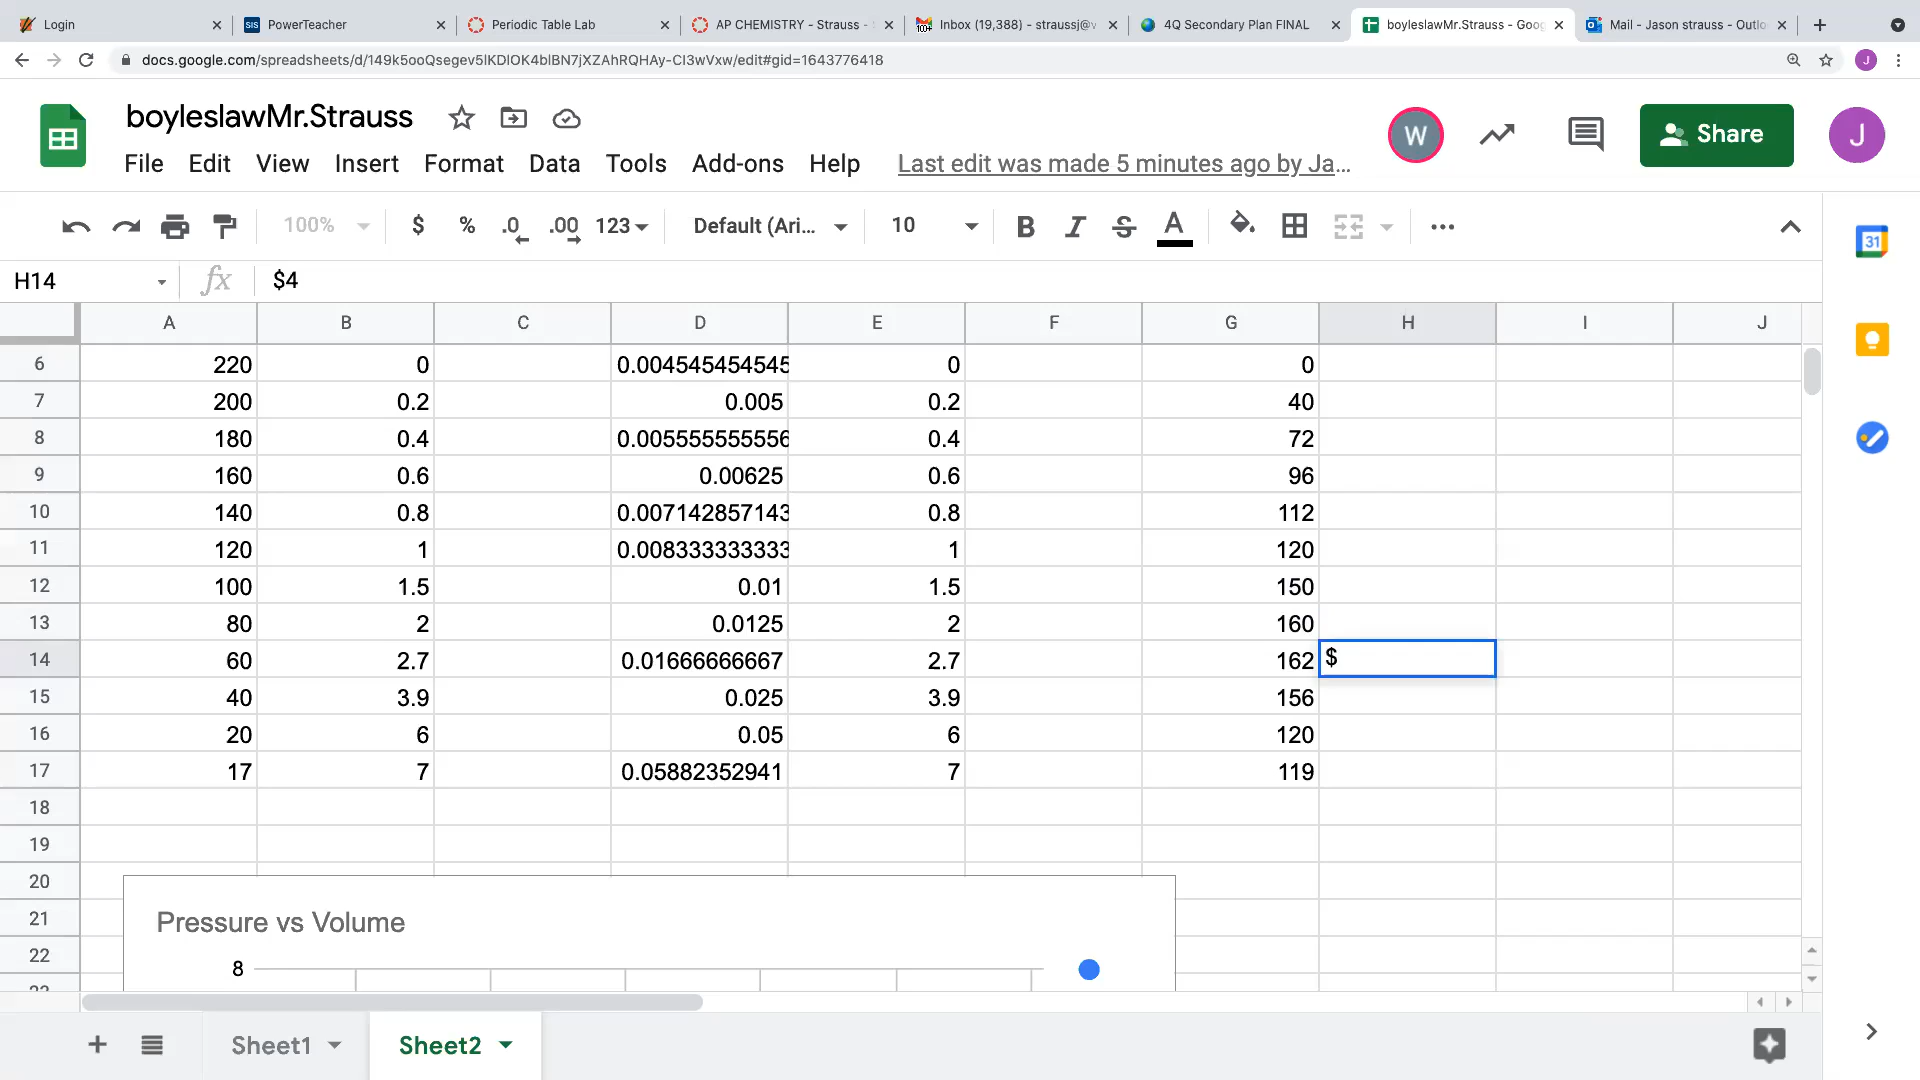 Login
PowerTeacher
Periodic Table Lab
AP CHEMISTRY - Strauss -
Inbox (19,388) - straussj@v
4Q Secondary Plan FINAL
boyleslawMr.Strauss - Goog
Mail - Jason strauss - Outlo
docs.google.com/spreadsheets/d/149k5ooQsegev5lKDlOK4blBN7jXZAhRQHAy-CI3wVxw/edit#gid=1643776418
J
boyleslawMr.Strauss
W
Share
J
File Edit View Insert Format Data Tools Add-ons Help Last edit was made 5 minutes ago by Ja...
100% $ % .0 .00 123 Default (Ari... 10 B I S A
31
H14 fx $4
A B C D E F G H I J
6 220 0 0.004545454545 0 0
7 200 0.2 0.005 0.2 40
8 180 0.4 0.005555555556 0.4 72
9 160 0.6 0.00625 0.6 96
10 140 0.8 0.007142857143 0.8 112
11 120 1 0.008333333333 1 120
12 100 1.5 0.01 1.5 150
13 80 2 0.0125 2 160
14 60 2.7 0.01666666667 2.7 162 $
15 40 3.9 0.025 3.9 156
16 20 6 0.05 6 120
17 17 7 0.05882352941 7 119
18
19
20
21
Pressure vs Volume
22
8
Sheet1 Sheet2